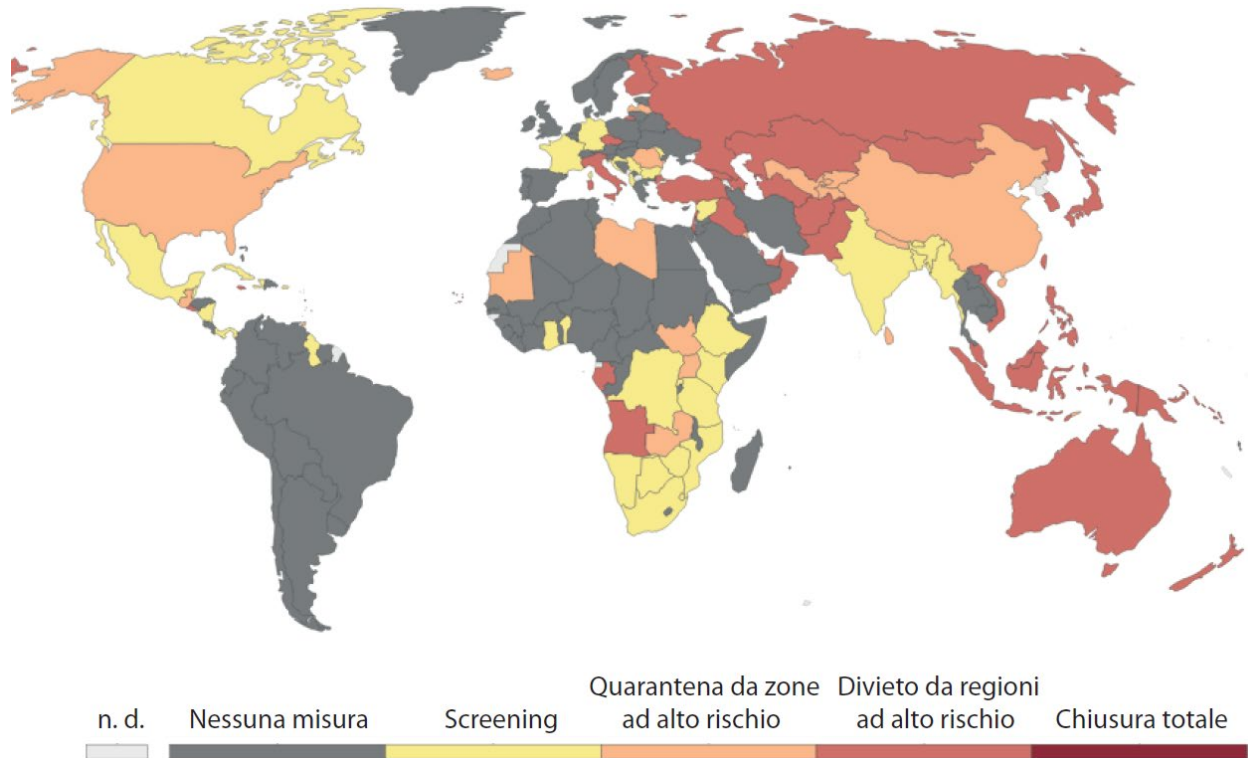 n. d.
Nessuna misura
Screening
Quarantena da zone
ad alto rischio
Divieto da regioni
ad alto rischio
Chiusura totale